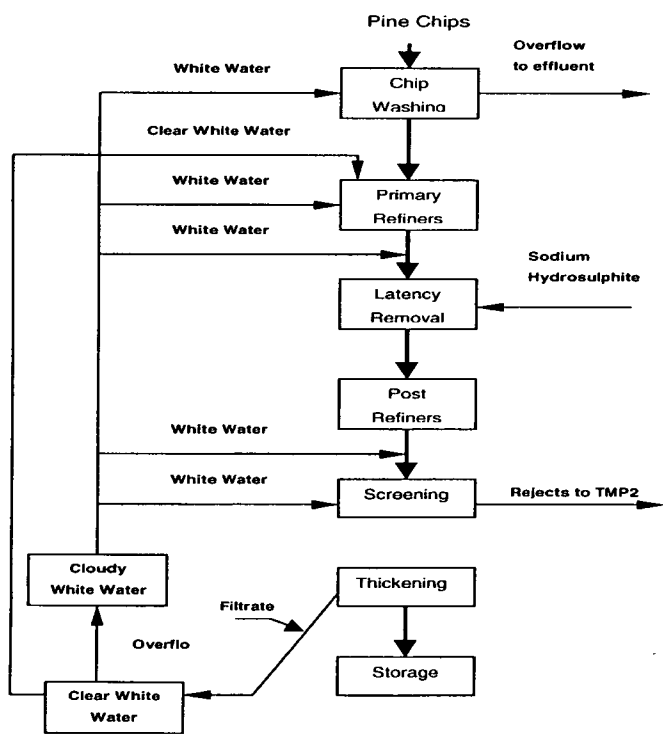 Pine Chips
Overflow
to effluent
White Water
Chip
Washing
Clear White Water
White Water
Primary
Refiners
White Water
Sodium
Hydrosulphite
Latency
Removal
Post
Refiners
White Water
White Water
Screening
Rejects to TMP2
Cloudy
White Water
Thickening
Filtrate
Overflo
Storage
Clear White
Water